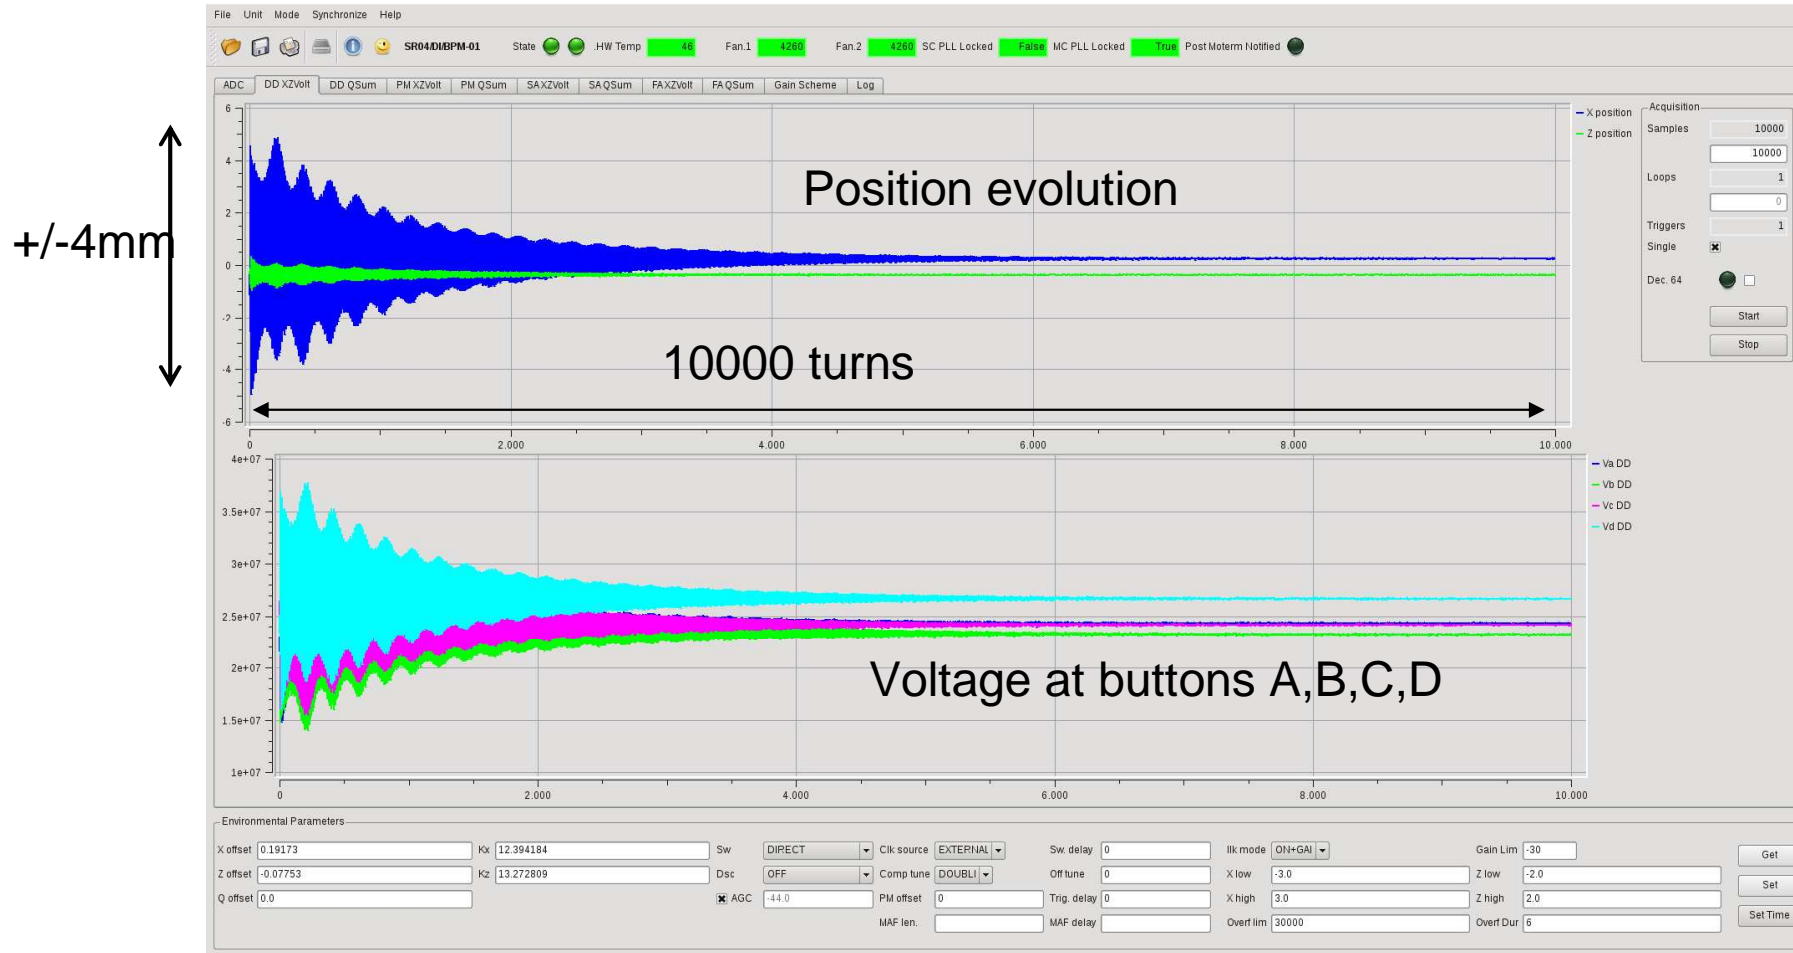 File Unit Mode Synchronize Help
SR04/DI/BPM-01 State .HW Temp 46 Fan.1 4260 Fan.2 4260 SC PLL Locked False MC PLL Locked True Post Moterm Notified
ADC DD XZVolt DD QSum PM XZVolt PM QSum SAXZVolt SA QSum FAXZVolt FA QSum Gain Scheme Log
+/-4mm
6
4
2
0
-2
-4
-6
Position evolution
10000 turns
X position
Z position
0 2.000 4.000 6.000 8.000 10.000
Acquisition
Samples 10000
10000
Loops 1
0
Triggers 1
Single
Dec. 64
Start
Stop
4e+07
3.5e+07
3e+07
2.5e+07
2e+07
1.5e+07
1e+07
Voltage at buttons A,B,C,D
Va DD
Vb DD
Vc DD
Vd DD
0 2.000 4.000 6.000 8.000 10.000
Environmental Parameters
X offset 0.19173 Kx 12.394184 Sw DIRECT Clk source EXTERNAL Sw. delay 0 Ilk mode ON+GAI Gain Lim -30 Get
Z offset -0.07753 Kz 13.272809 Dsc OFF Comp tune DOUBLI Off tune 0 X low -3.0 Z low -2.0 Set
Q offset 0.0 AGC -44.0 PM offset 0 Trig. delay 0 X high 3.0 Z high 2.0
MAF len. MAF delay Overf lim 30000 Overf Dur 6 Set Time